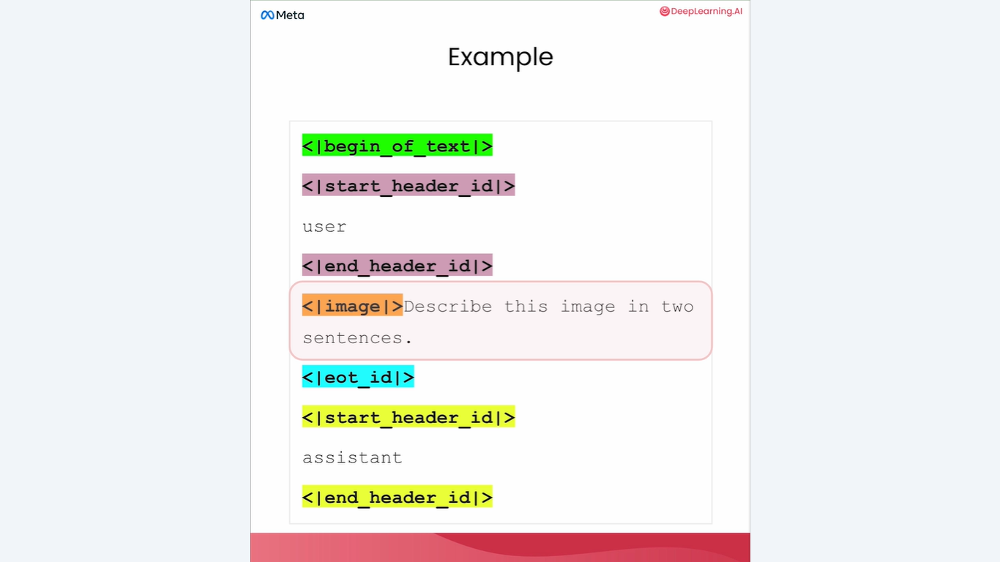 Meta
DeepLearning.AI
Example
<|begin_of_text|>
<|start_header_id|>
user
<|end_header_id|>
<|image|>Describe this image in two
sentences.
<|eot_id|>
<|start_header_id|>
assistant
<|end_header_id|>